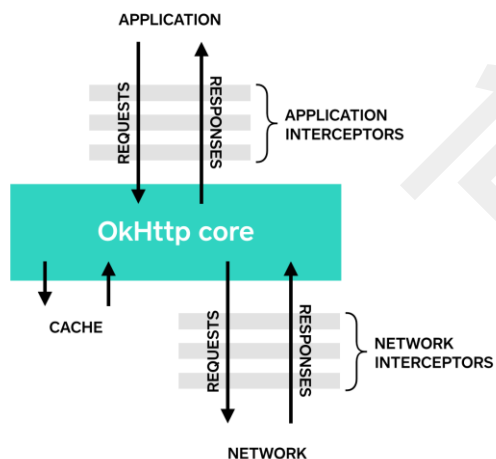 APPLICATION
REQUESTS
RESPONSES
APPLICATION
INTERCEPTORS
OkHttp core
CACHE
REQUESTS
RESPONSES
NETWORK
INTERCEPTORS
NETWORK